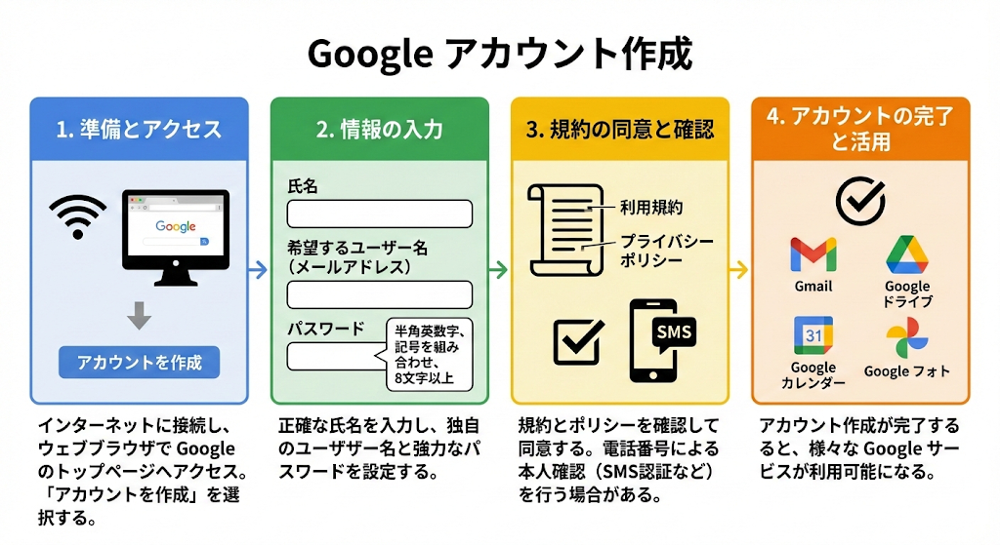 Google アカウント作成
1. 準備とアクセス
Google
アカウントを作成
インターネットに接続し、
ウェブブラウザで Google
のトップページへアクセス。
「アカウントを作成」を選
択する。
2. 情報の入力
氏名
希望するユーザー名
（メールアドレス）
パスワード
半角英数字、
記号を組み
合わせ、
8文字以上
正確な氏名を入力し、独自
のユーザザー名と強力なパ
スワードを設定する。
3. 規約の同意と確認
利用規約
プライバシー
ポリシー
SMS
規約とポリシーを確認して
同意する。電話番号による
本人確認（SMS認証など）
を行う場合がある。
4. アカウントの完了
と活用
Gmail
Google
ドライブ
31
Google
カレンダー
Google フォト
アカウント作成が完了する
ると、様々な Google サー
ビスが利用可能になる。